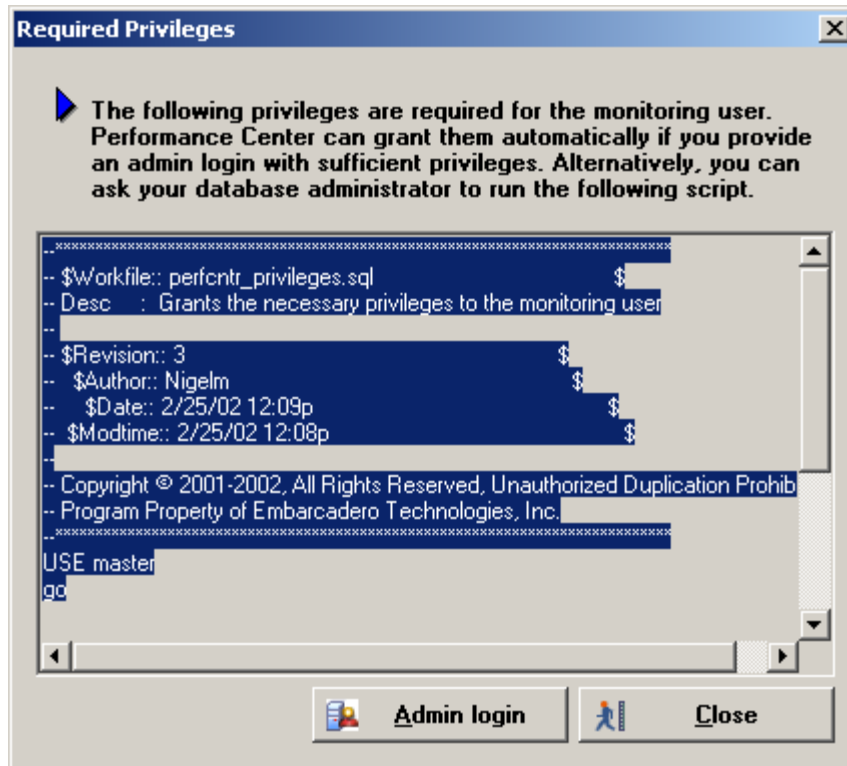 Required Privileges
The following privileges are required for the monitoring user.
Performance Center can grant them automatically if you provide
an admin login with sufficient privileges. Alternatively, you can
ask your database administrator to run the following script.
--*****************************************************************************
-- $Workfile:: perfcntr_privileges.sql $
-- Desc : Grants the necessary privileges to the monitoring user
--
-- $Revision:: 3 $
-- $Author:: Nigelm $
-- $Date:: 2/25/02 12:09p $
-- $Modtime:: 2/25/02 12:08p $
--
-- Copyright © 2001-2002, All Rights Reserved, Unauthorized Duplication Prohib
-- Program Property of Embarcadero Technologies, Inc.
--*****************************************************************************
USE master
go
Admin login
Close